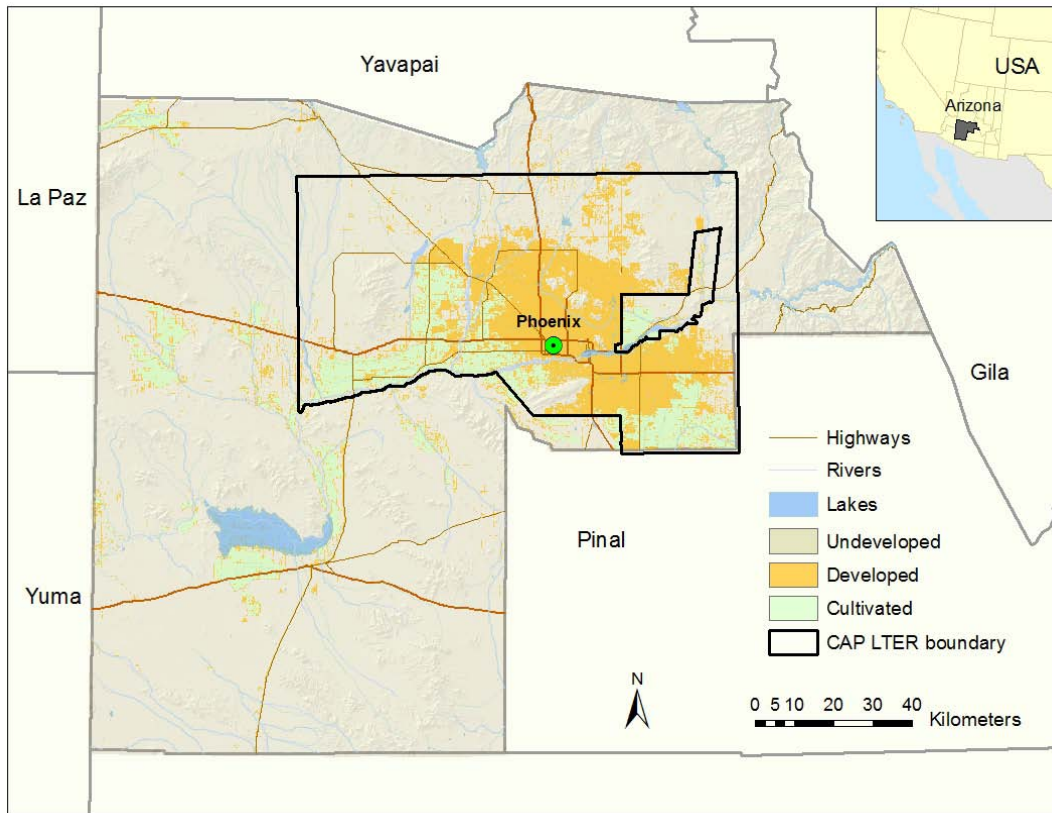 Yavapai
USA
Arizona
La Paz
Phoenix
Gila
Highways
Rivers
Lakes
Pinal
Undeveloped
Yuma
Developed
Cultivated
CAP LTER boundary
N
0 5 10 20 30 40
Kilometers